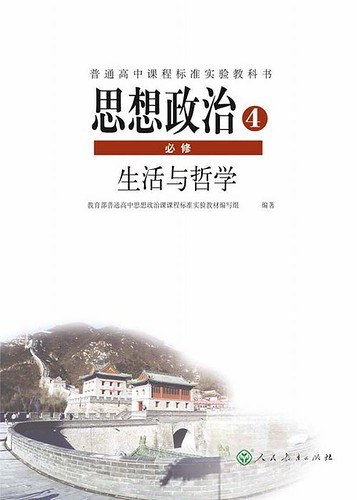 普通高中课程标准实验教科书
思想政治4
必修
生活与哲学
教育部普通高中思想政治课课程标准实验教材编写组 编著
人民教育出版社